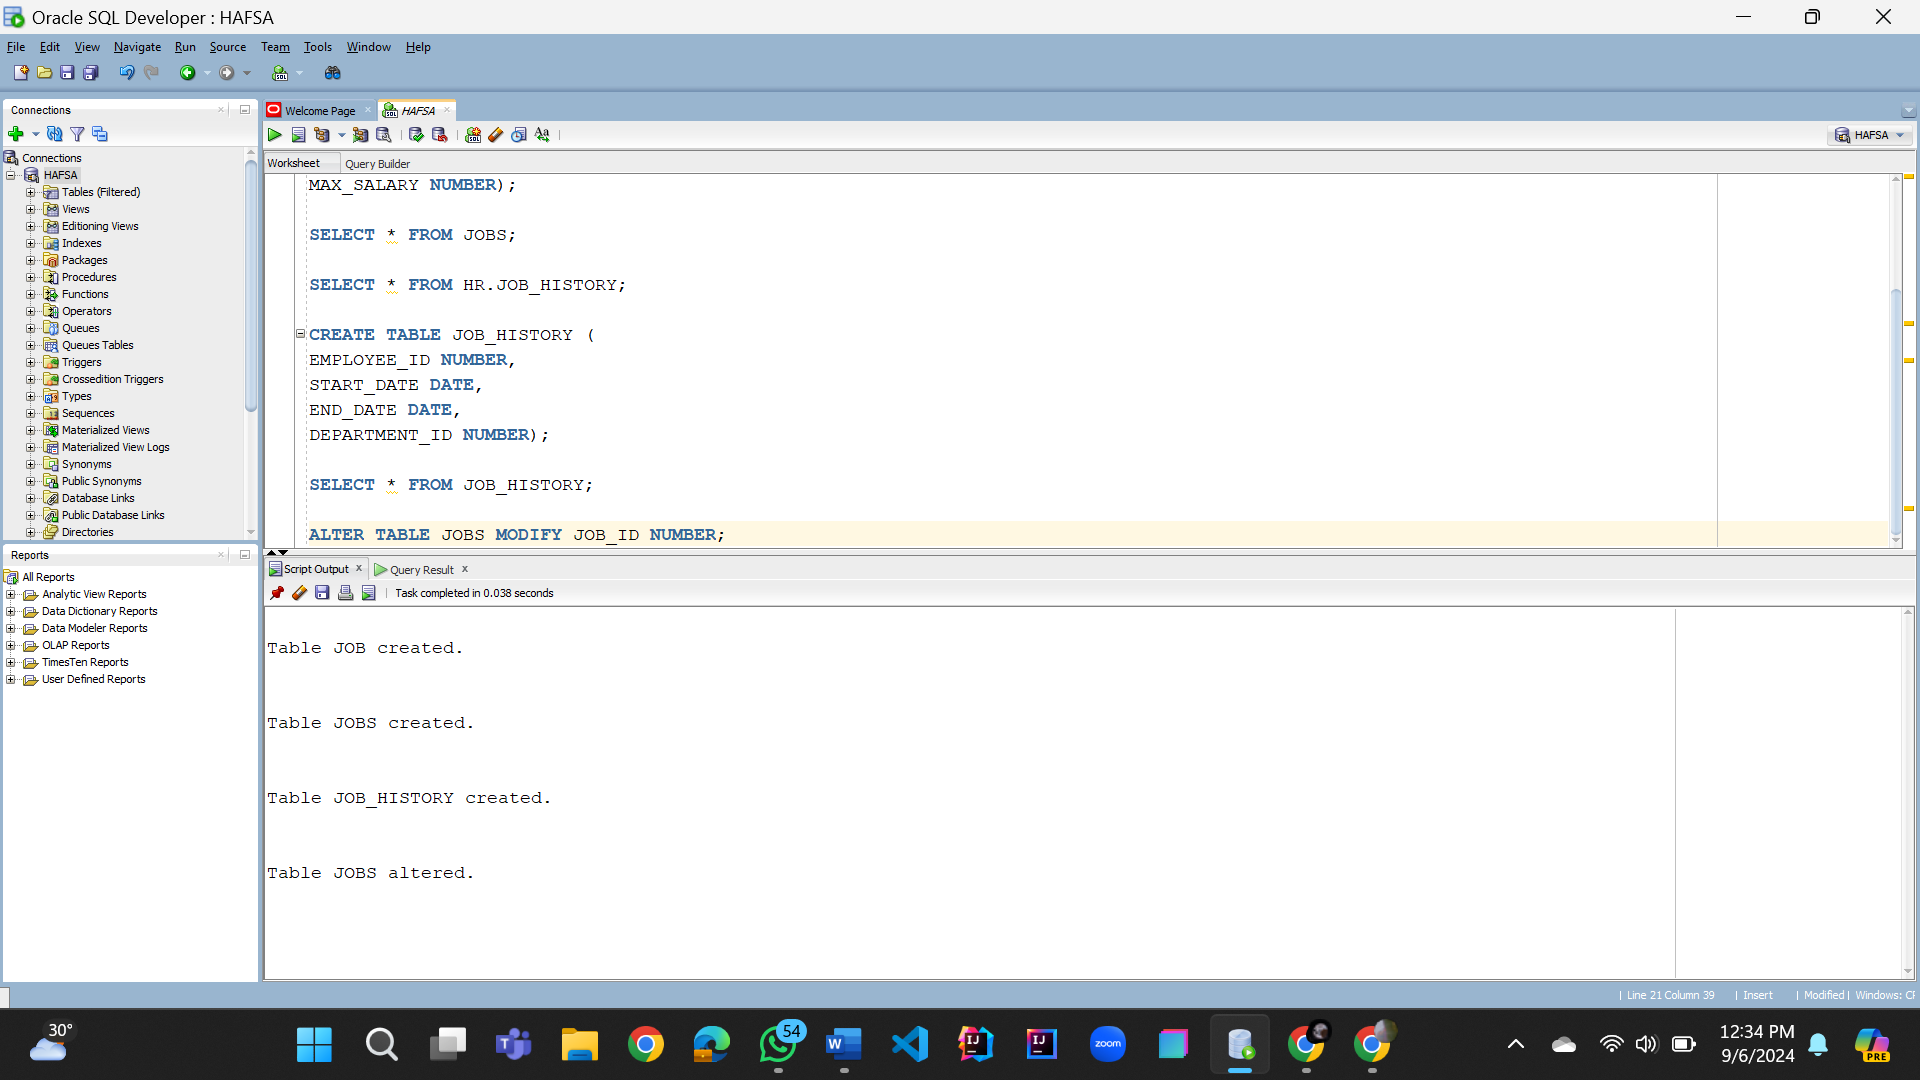 Oracle SQL Developer : HAFSA
File Edit View Navigate Run Source Team Tools Window Help
Connections
Welcome Page
HAFSA
HAFSA
Worksheet
Query Builder
Connections
HAFSA
Tables (Filtered)
Views
Editioning Views
Indexes
Packages
Procedures
Functions
Operators
Queues
Queues Tables
Triggers
Crossedition Triggers
Types
Sequences
Materialized Views
Materialized View Logs
Synonyms
Public Synonyms
Database Links
Public Database Links
Directories
MAX_SALARY NUMBER);
SELECT * FROM JOBS;
SELECT * FROM HR.JOB_HISTORY;
CREATE TABLE JOB_HISTORY (
EMPLOYEE_ID NUMBER,
START_DATE DATE,
END_DATE DATE,
DEPARTMENT_ID NUMBER);
SELECT * FROM JOB_HISTORY;
ALTER TABLE JOBS MODIFY JOB_ID NUMBER;
Reports
All Reports
Analytic View Reports
Data Dictionary Reports
Data Modeler Reports
OLAP Reports
TimesTen Reports
User Defined Reports
Script Output
Query Result
Task completed in 0.038 seconds
Table JOB created.
Table JOBS created.
Table JOB_HISTORY created.
Table JOBS altered.
Line 21 Column 39
Insert
Modified
Windows: CF
30°
54
zoom
12:34 PM
9/6/2024
PRE